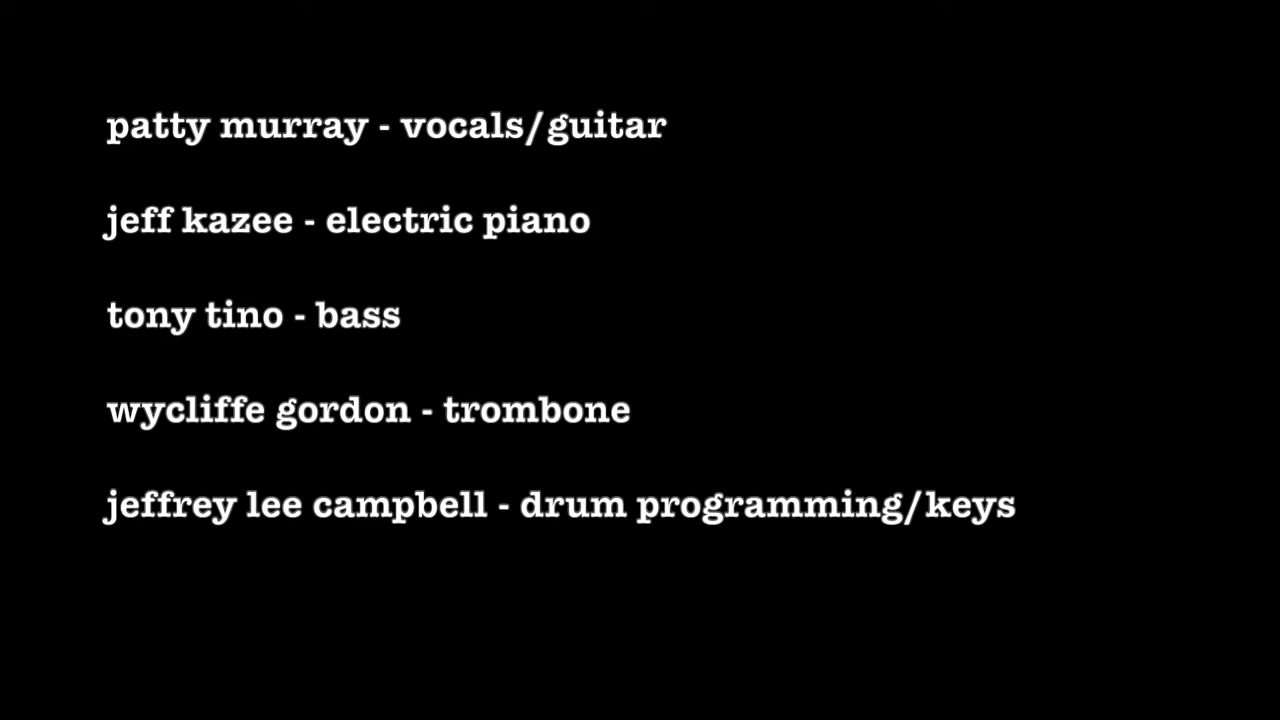 patty murray - vocals/guitar
jeff kazee - electric piano
tony tino - bass
wycliffe gordon - trombone
jeffrey lee campbell - drum programming/keys